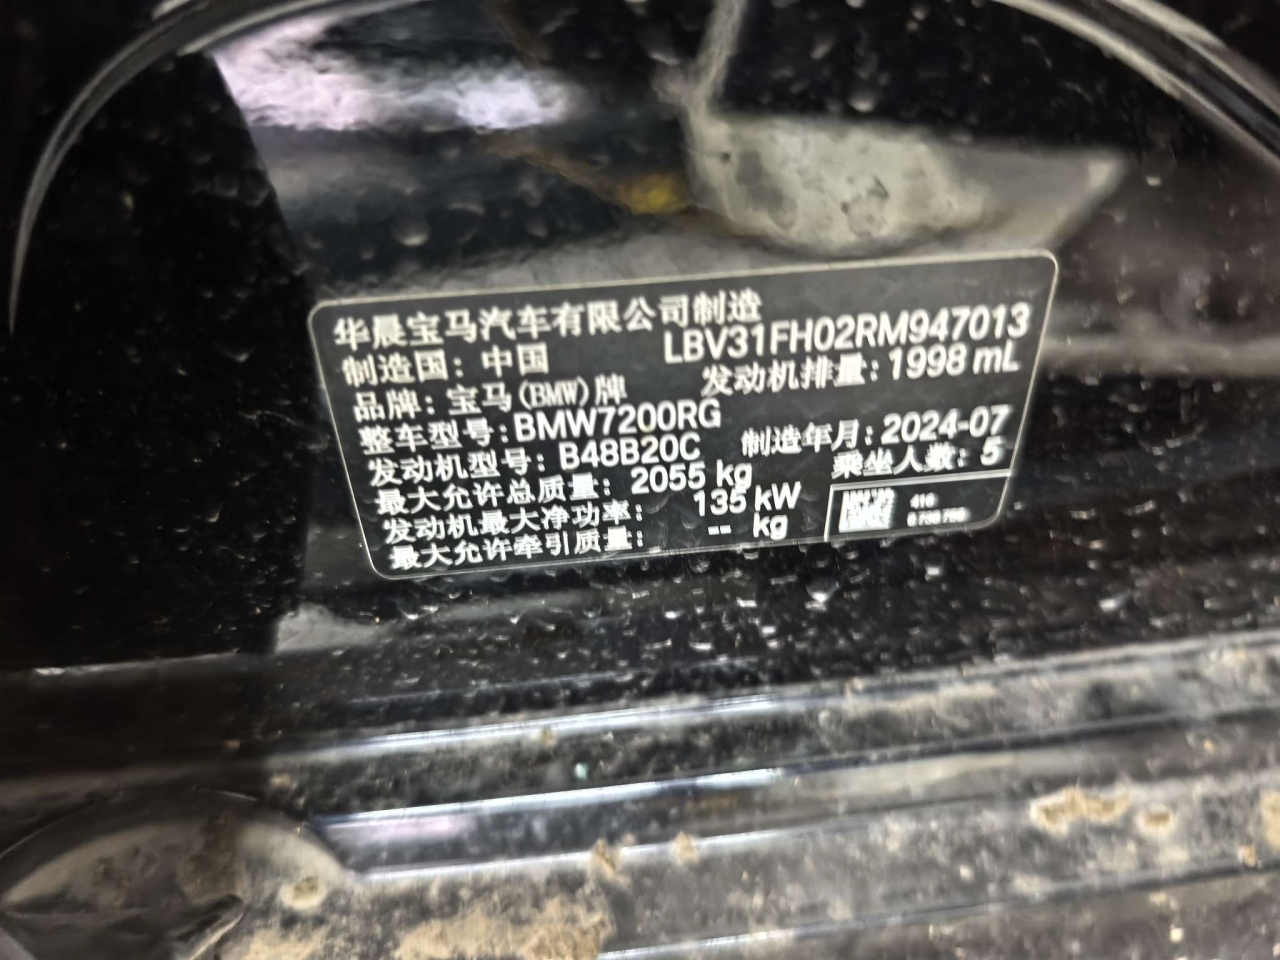 华晨宝马汽车有限公司制造
制造国：中国 LBV31FH02RM947013
品牌：宝马(BMW)牌 发动机排量：1998 mL
整车型号：BMW7200RG
发动机型号：B48B20C 制造年月：2024-07
最大允许总质量：2055 kg 乘坐人数：5
发动机最大净功率：135 kW
最大允许牵引质量：-- kg
416